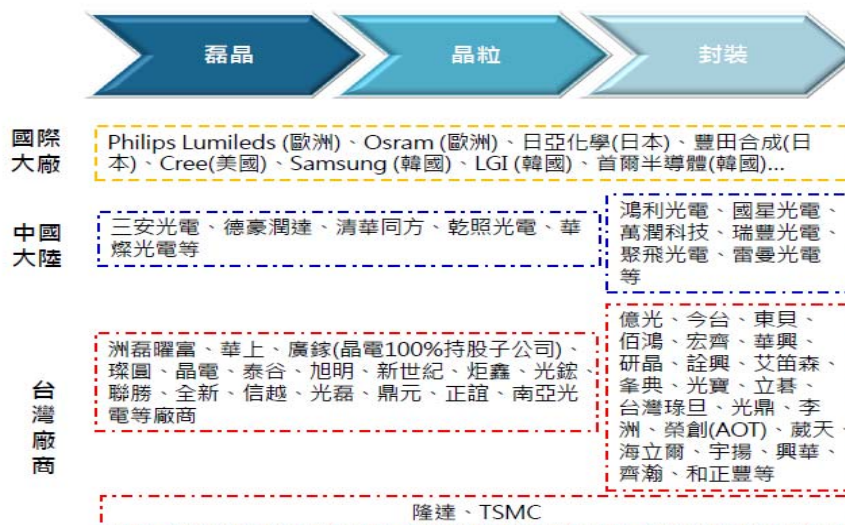 磊晶
晶粒
封裝
國際
大廠
Philips Lumileds (歐洲)、Osram (歐洲)、日亞化學(日本)、豐田合成(日
本)、Cree(美國)、Samsung (韓國)、LGI (韓國)、首爾半導體(韓國)...
中國
大陸
三安光電、德豪潤達、清華同方、乾照光電、華
燦光電等
鴻利光電、國星光電、
萬潤科技、瑞豐光電、
聚飛光電、雷曼光電
等
台
灣
廠
商
洲磊曜富、華上、廣鎵(晶電100%持股子公司)、
璨圓、晶電、泰谷、旭明、新世紀、炬鑫、光鋐、
聯勝、全新、信越、光磊、鼎元、正誼、南亞光
電等廠商
億光、今台、東貝、
佰鴻、宏齊、華興、
研晶、詮興、艾笛森、
夆典、光寶、立碁、
台灣琭旦、光鼎、李
洲、榮創(AOT)、葳天、
海立爾、宇揚、興華、
齊瀚、和正豐等
隆達、TSMC